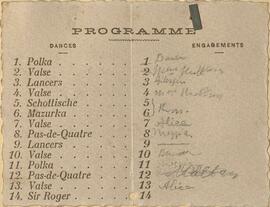 PROGRAMME
DANCES ENGAGEMENTS
1. Polka 1
2. Valse 2
3. Lancers 3
4. Valse 4
5. Schottische 5
6. Mazurka 6
7. Valse 7 Alice
8. Pas-de-Quatre 8
9. Lancers 9
10. Valse 10
11. Polka 11
12. Pas-de-Quatre 12
13. Valse 13 Alice
14. Sir Roger 14